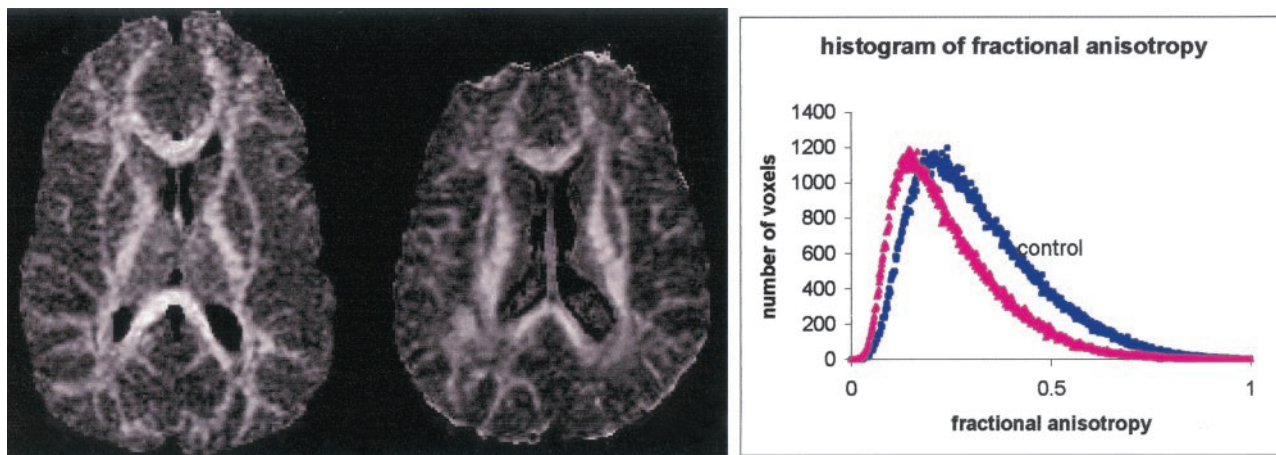 histogram of fractional anisotropy
1400
1200
1000
800
600
400
200
0
number of voxels
control
0
0.5
1
fractional anisotropy